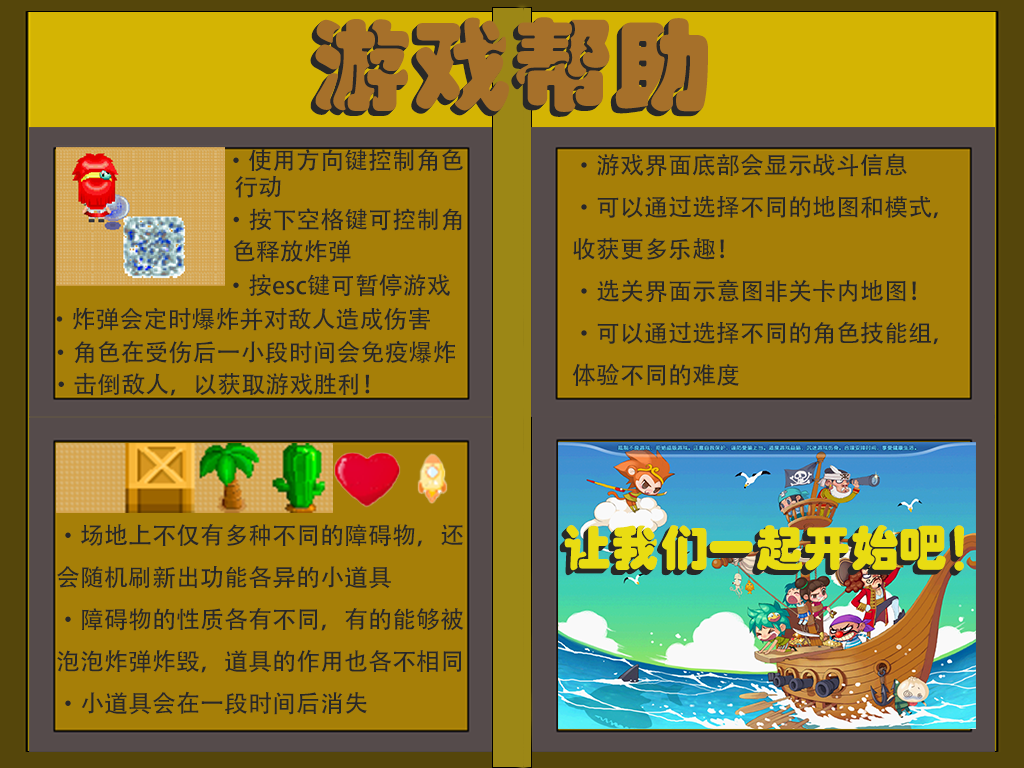 游戏帮助
·使用方向键控制角色
行动
·按下空格键可控制角
色释放炸弹
·按esc键可暂停游戏
·炸弹会定时爆炸并对敌人造成伤害
·角色在受伤后一小段时间会免疫爆炸
·击倒敌人，以获取游戏胜利！
·游戏界面底部会显示战斗信息
·可以通过选择不同的地图和模式，
收获更多乐趣！
·选关界面示意图非关卡内地图！
·可以通过选择不同的角色技能组，
体验不同的难度
·场地上不仅有多种不同的障碍物，还
会随机刷新出功能各异的小道具
·障碍物的性质各有不同，有的能够被
泡泡炸弹炸毁，道具的作用也各不相同
·小道具会在一段时间后消失
让我们一起开始吧！